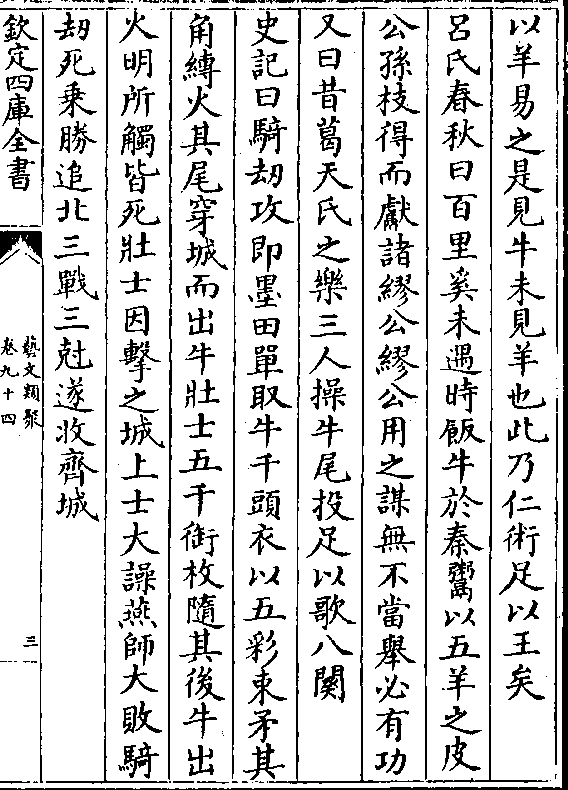 以羊易之是見牛未見羊也此乃仁術足以王矣
呂氏春秋曰百里奚未遇時飯牛於秦鬻以五羊之皮
公孫枝得而獻諸繆公繆公用之謀無不當舉必有功
又曰昔葛天氏之樂三人操牛尾投足以歌八闋
史記曰騎劫攻即墨田單取牛千頭衣以五彩束矛其
角縛火其尾穿城而出牛壯士五千銜枚隨其後牛出
火明所觸皆死壯士因擊之城上士大譟燕師大敗騎
劫死乗勝追北三戰三尅遂收齊城
欽定四庫全書
藝文類聚
卷九十四
三